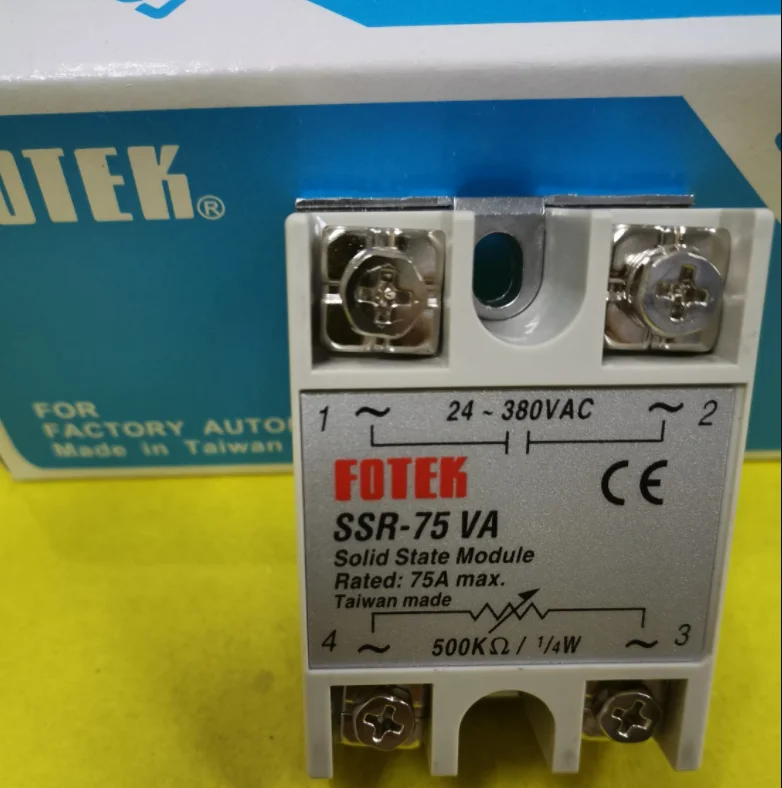 OTEK®
FOR
FACTORY AUTO
Made in Taiwan
1 ~ 24 ~ 380VAC ~ 2
FOTEK CE
SSR-75 VA
Solid State Module
Rated: 75A max.
Taiwan made
4 ~ 500KΩ / 1/4W ~ 3